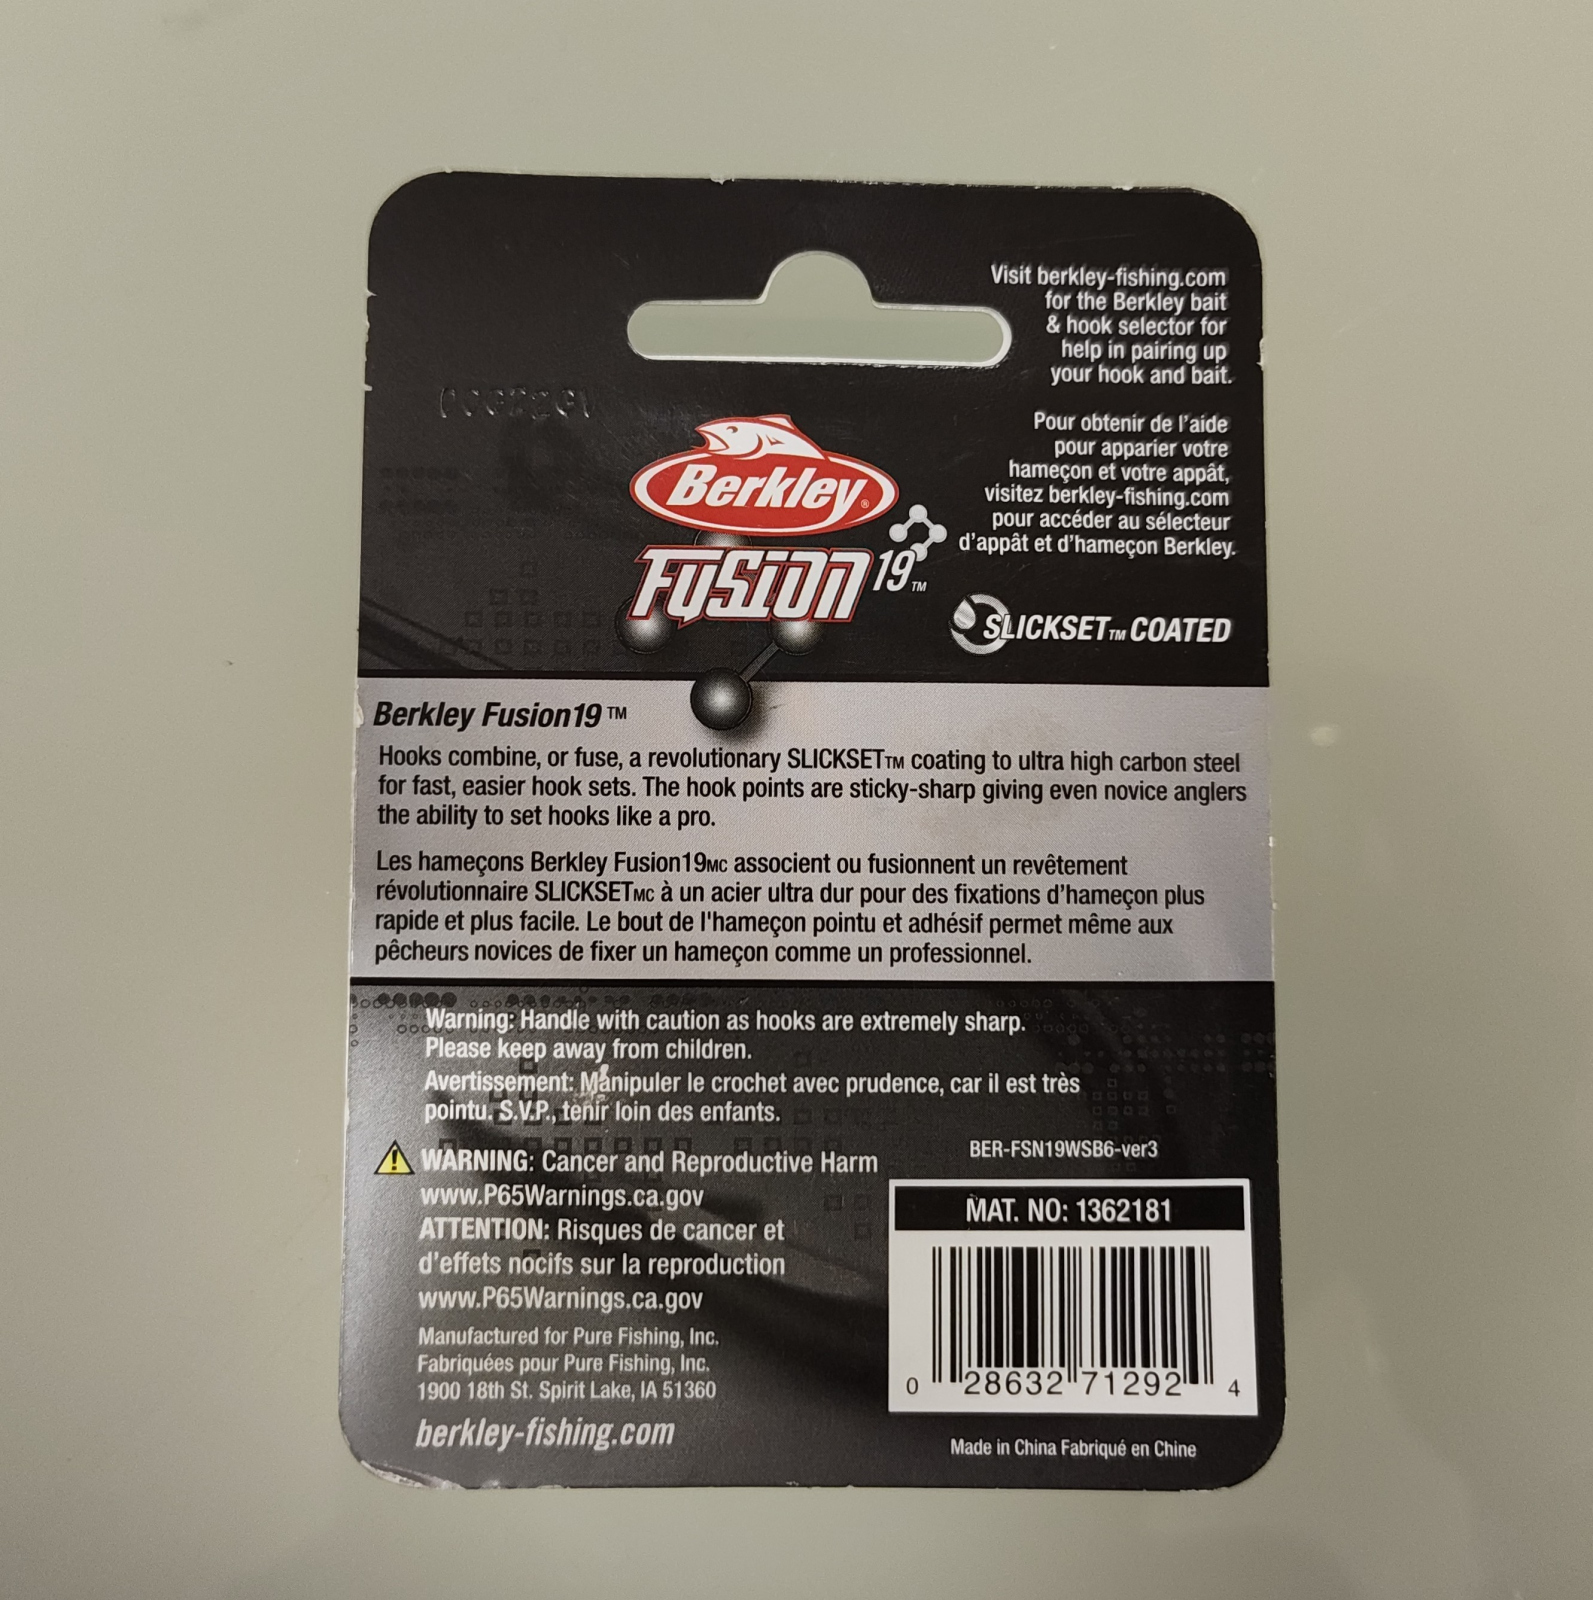 Visit berkley-fishing.com
for the Berkley bait
& hook selector for
help in pairing up
your hook and bait.
Pour obtenir de l'aide
pour apparier votre
hameçon et votre appât,
visitez berkley-fishing.com
pour accéder au sélecteur
d'appât et d'hameçon Berkley.
Berkley®
Fusion19™
SLICKSET™ COATED
Berkley Fusion19™
Hooks combine, or fuse, a revolutionary SLICKSET™ coating to ultra high carbon steel
for fast, easier hook sets. The hook points are sticky-sharp giving even novice anglers
the ability to set hooks like a pro.
Les hameçons Berkley Fusion19MC associent ou fusionnent un revêtement
révolutionnaire SLICKSETMC à un acier ultra dur pour des fixations d'hameçon plus
rapide et plus facile. Le bout de l'hameçon pointu et adhésif permet même aux
pêcheurs novices de fixer un hameçon comme un professionnel.
Warning: Handle with caution as hooks are extremely sharp.
Please keep away from children.
Avertissement: Manipuler le crochet avec prudence, car il est très
pointu. S.V.P., tenir loin des enfants.
WARNING: Cancer and Reproductive Harm
www.P65Warnings.ca.gov
ATTENTION: Risques de cancer et
d'effets nocifs sur la reproduction
www.P65Warnings.ca.gov
Manufactured for Pure Fishing, Inc.
Fabriquées pour Pure Fishing, Inc.
1900 18th St. Spirit Lake, IA 51360
berkley-fishing.com
BER-FSN19WSB6-ver3
MAT. NO: 1362181
0 28632 71292 4
Made in China Fabriqué en Chine